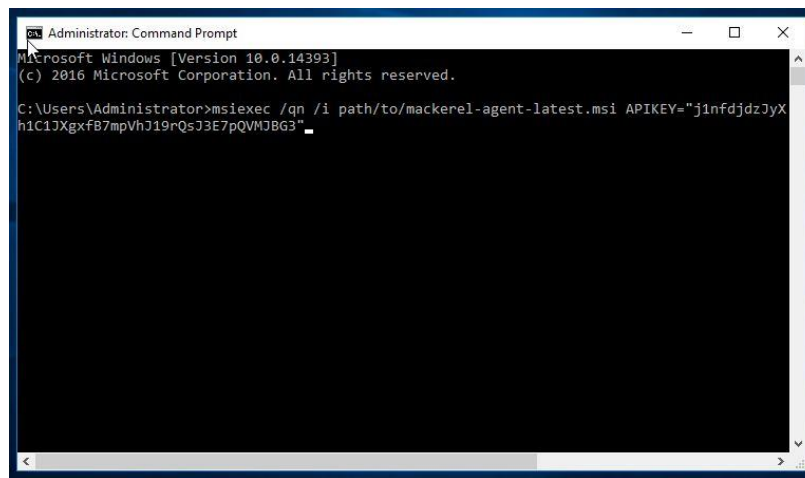 Administrator: Command Prompt
Microsoft Windows [Version 10.0.14393]
(c) 2016 Microsoft Corporation. All rights reserved.
C:\Users\Administrator>msiexec /qn /i path/to/mackerel-agent-latest.msi APIKEY="j1nfdjdzJyX
h1C1JXgxfB7mpVhJ19rQsJ3E7pQVMJBG3"